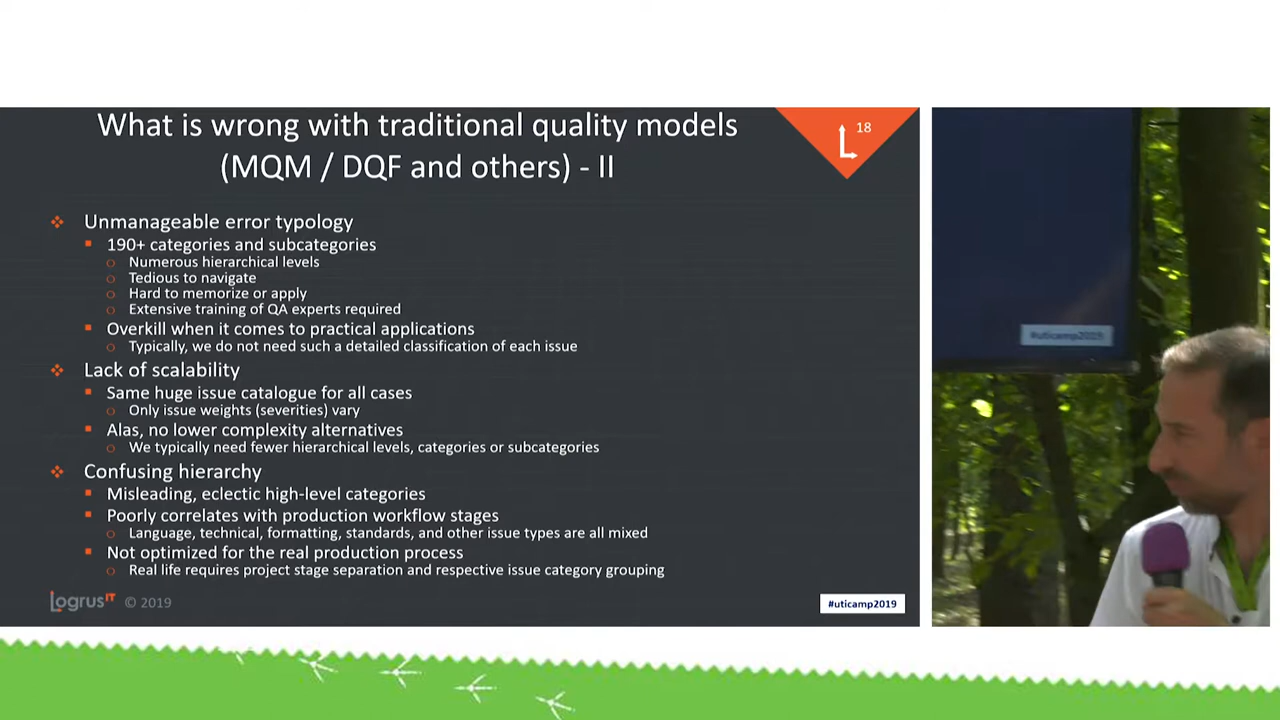 What is wrong with traditional quality models
(MQM / DQF and others) - II
18
Unmanageable error typology
190+ categories and subcategories
Numerous hierarchical levels
Tedious to navigate
Hard to memorize or apply
Extensive training of QA experts required
Overkill when it comes to practical applications
Typically, we do not need such a detailed classification of each issue
Lack of scalability
Same huge issue catalogue for all cases
Only issue weights (severities) vary
Alas, no lower complexity alternatives
We typically need fewer hierarchical levels, categories or subcategories
Confusing hierarchy
Misleading, eclectic high-level categories
Poorly correlates with production workflow stages
Language, technical, formatting, standards, and other issue types are all mixed
Not optimized for the real production process
Real life requires project stage separation and respective issue category grouping
logrusIT © 2019
#uticamp2019
#uticamp2019